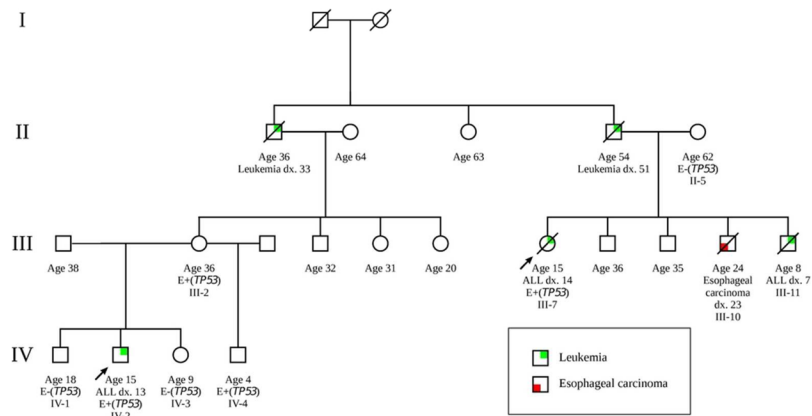 I
II
Age 36
Leukemia dx. 33
Age 64
Age 63
Age 54
Leukemia dx. 51
Age 62
E-(TP53)
II-5
III
Age 38
Age 36
E+(TP53)
III-2
Age 32
Age 31
Age 20
Age 15
ALL dx. 14
E+(TP53)
III-7
Age 36
Age 35
Age 24
Esophageal
carcinoma
dx. 23
III-10
Age 8
ALL dx. 7
III-11
IV
Age 18
E-(TP53)
IV-1
Age 15
ALL dx. 13
E+(TP53)
IV-2
Age 9
E-(TP53)
IV-3
Age 4
E+(TP53)
IV-4
Leukemia
Esophageal carcinoma